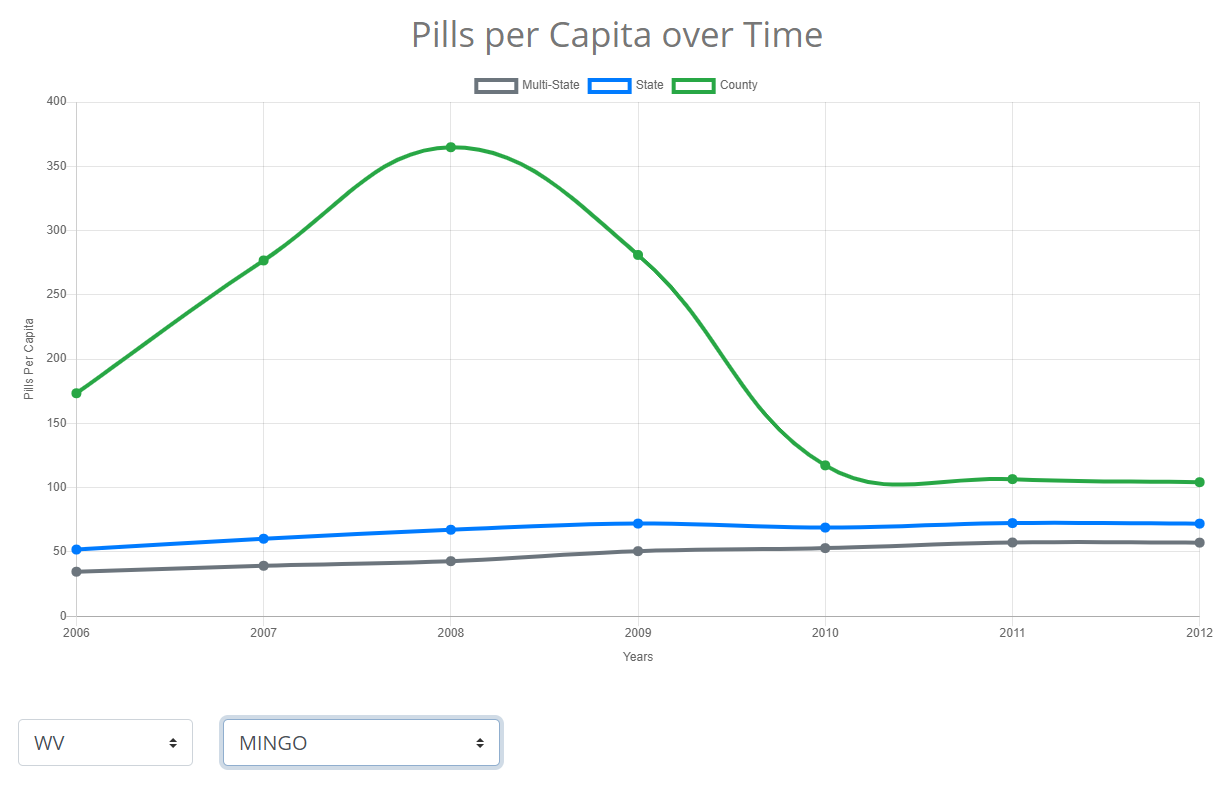 Pills per Capita over Time
Multi-State State County
400
350
300
250
200
150
100
50
0
Pills Per Capita
2006 2007 2008 2009 2010 2011 2012
Years
WV MINGO